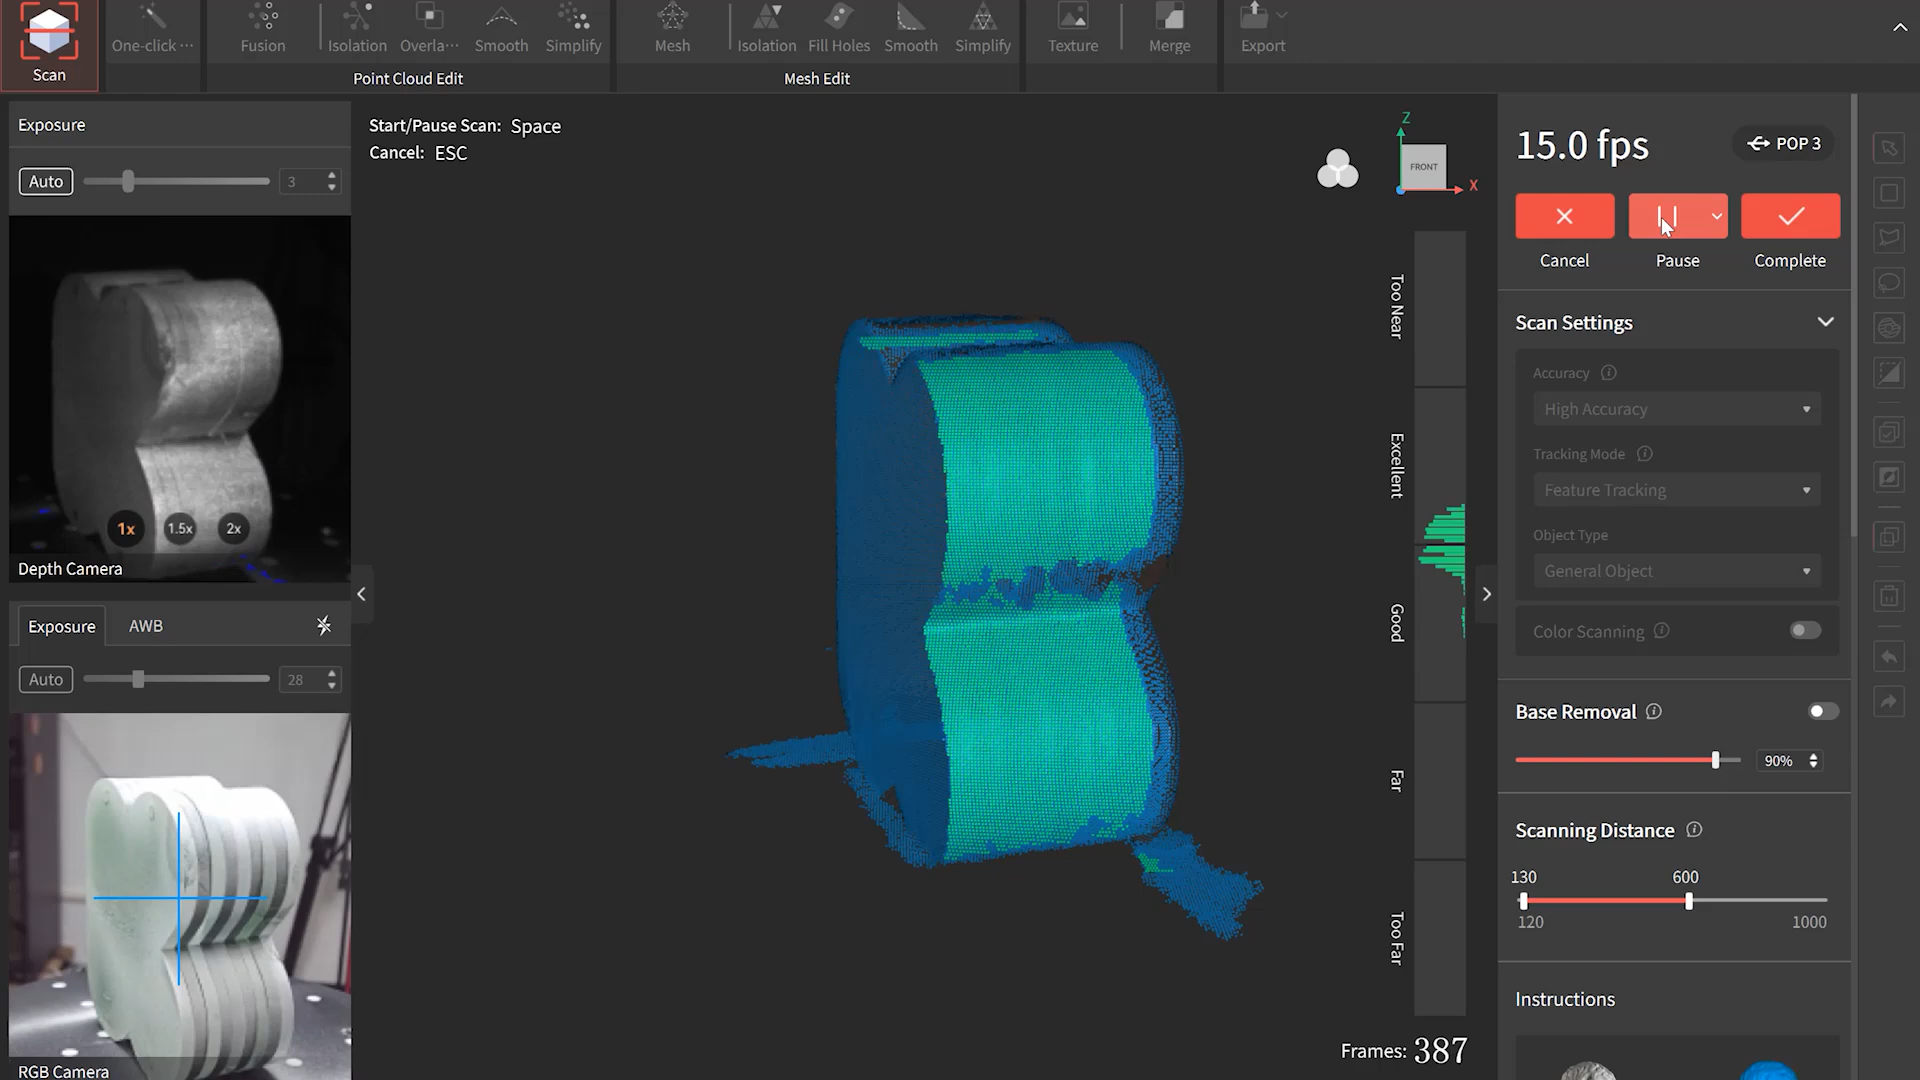 One-click ···
Fusion
Isolation
Overla···
Smooth
Simplify
Mesh
Isolation
Fill Holes
Smooth
Simplify
Texture
Merge
Export
Scan
Point Cloud Edit
Mesh Edit
Exposure
Auto
3
1x
1.5x
2x
Depth Camera
Exposure
AWB
Auto
28
RGB Camera
Start/Pause Scan: Space
Cancel: ESC
Z
FRONT
X
Too Near
Excellent
Good
Far
Too Far
Frames: 387
15.0 fps
POP 3
Cancel
Pause
Complete
Scan Settings
Accuracy
High Accuracy
Tracking Mode
Feature Tracking
Object Type
General Object
Color Scanning
Base Removal
90%
Scanning Distance
130
600
120
1000
Instructions